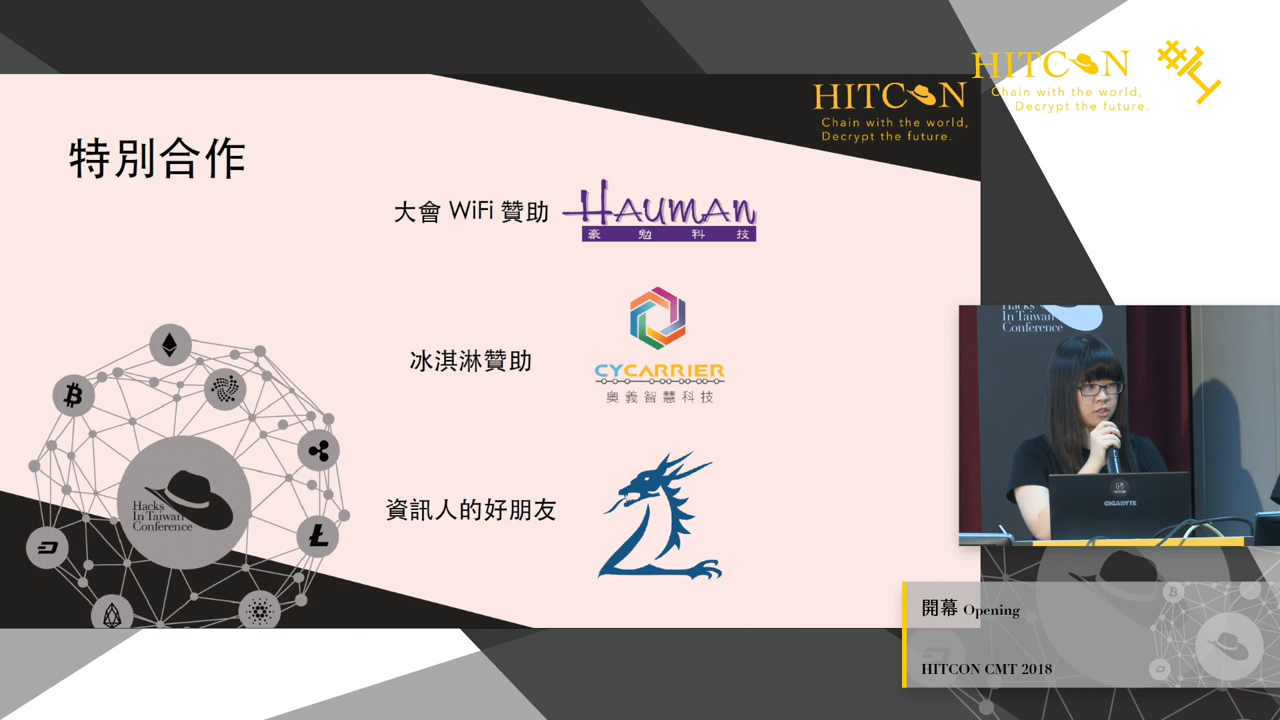 HITCON
Chain with the world,
Decrypt the future.
#14
HITCON
Chain with the world,
Decrypt the future.
特別合作
大會 WiFi 贊助
HAUMAN
豪勉科技
冰淇淋贊助
CYCARRIER
奧義智慧科技
資訊人的好朋友
Hacks
In Taiwan
Conference
Hacks
In Taiwan
Conference
GIGABYTE
開幕 Opening
HITCON CMT 2018